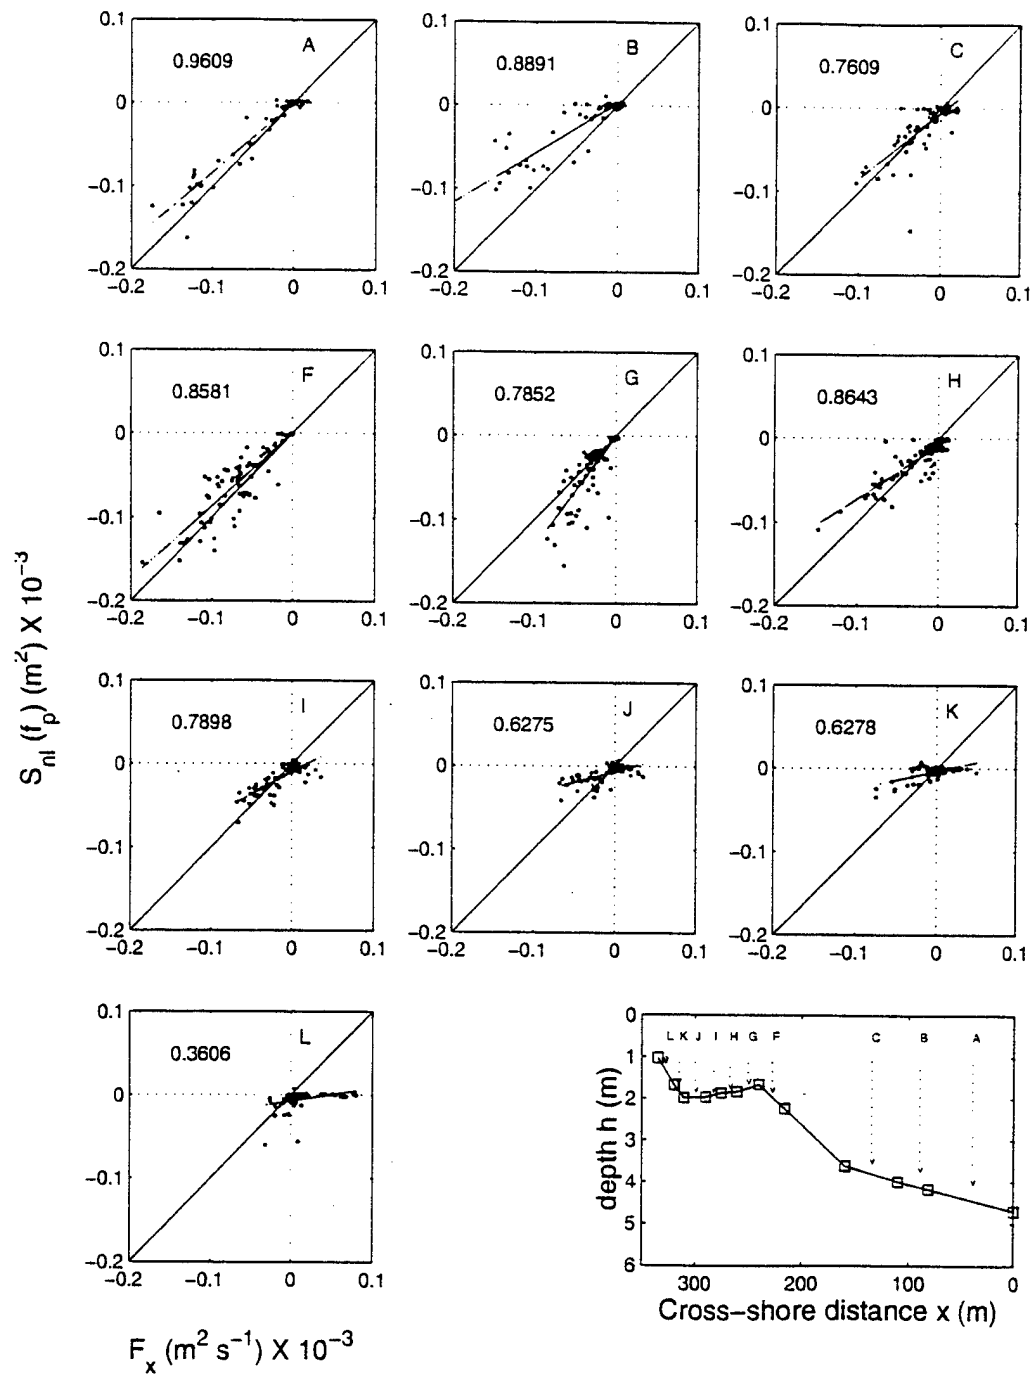 0.1 A 0.1 B 0.1 C
0.9609 0.8891 0.7609
0 0 0
−0.1 −0.1 −0.1
−0.2 −0.2 −0.2
−0.2 −0.1 0 0.1 −0.2 −0.1 0 0.1 −0.2 −0.1 0 0.1
0.1 F 0.1 G 0.1 H
0.8581 0.7852 0.8643
0 0 0
−0.1 −0.1 −0.1
−0.2 −0.2 −0.2
−0.2 −0.1 0 0.1 −0.2 −0.1 0 0.1 −0.2 −0.1 0 0.1
S_nl (f_p) (m²) X 10⁻³
0.1 I 0.1 J 0.1 K
0.7898 0.6275 0.6278
0 0 0
−0.1 −0.1 −0.1
−0.2 −0.2 −0.2
−0.2 −0.1 0 0.1 −0.2 −0.1 0 0.1 −0.2 −0.1 0 0.1
0.1 L
0.3606
0
−0.1
−0.2
−0.2 −0.1 0 0.1
F_x (m² s⁻¹) X 10⁻³
0
L K J I H G F C B A
1
2
3
4
5
6
depth h (m)
300 200 100 0
Cross−shore distance x (m)